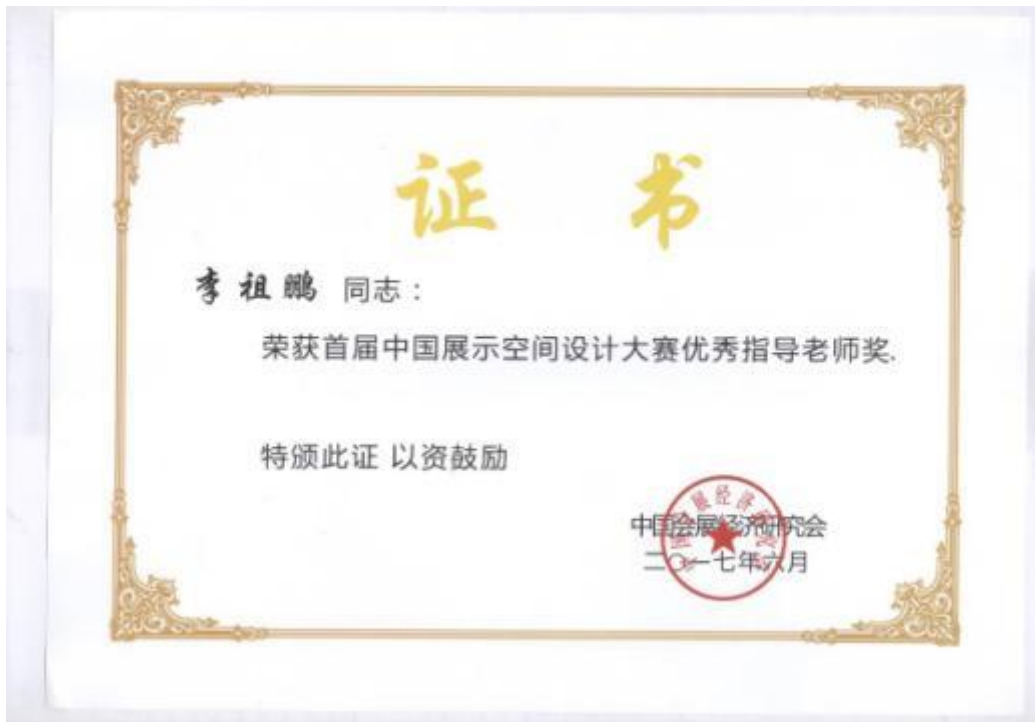 证 书
李祖鹏 同志：
荣获首届中国展示空间设计大赛优秀指导老师奖.
特颁此证 以资鼓励
中国会展经济研究会
二〇一七年六月